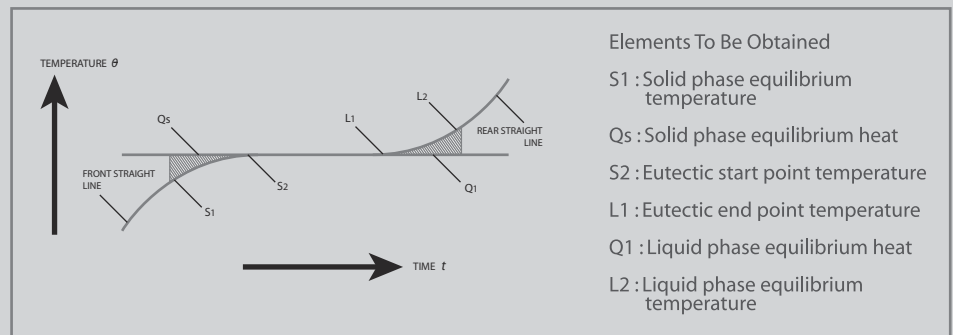 TEMPERATURE θ
Qs
L1
L2
REAR STRAIGHT
LINE
FRONT STRAIGHT
LINE
S1
S2
Q1
TIME t
Elements To Be Obtained
S1 : Solid phase equilibrium
temperature
Qs : Solid phase equilibrium heat
S2 : Eutectic start point temperature
L1 : Eutectic end point temperature
Q1 : Liquid phase equilibrium heat
L2 : Liquid phase equilibrium
temperature